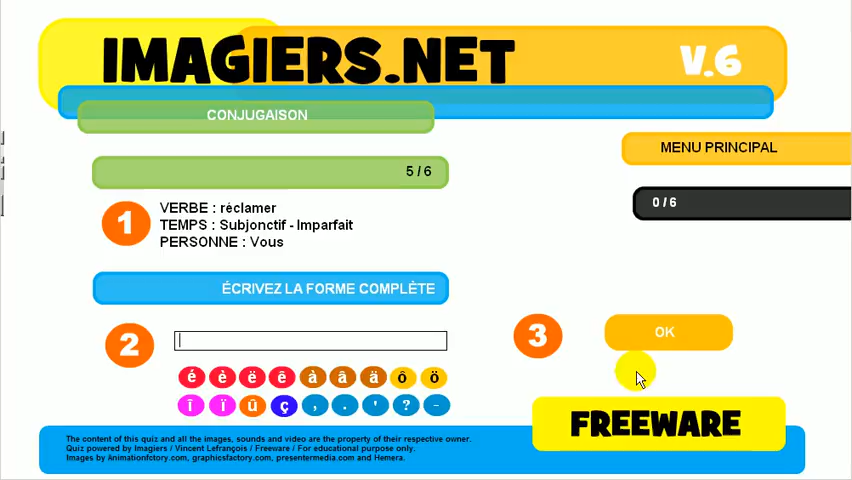 IMAGIERS.NET
V.6
CONJUGAISON
MENU PRINCIPAL
5 / 6
0 / 6
1
VERBE : réclamer
TEMPS : Subjonctif - Imparfait
PERSONNE : Vous
ÉCRIVEZ LA FORME COMPLÈTE
2
3
OK
é è ë ê à â ä ô ö
î ï û ç , . ' ? -
FREEWARE
The content of this quiz and all the images, sounds and video are the property of their respective owner.
Quiz powered by Imagiers / Vincent Lefrançois / Freeware / For educational purpose only.
Images by Animationfctory.com, graphicsfactory.com, presentermedia.com and Hemera.